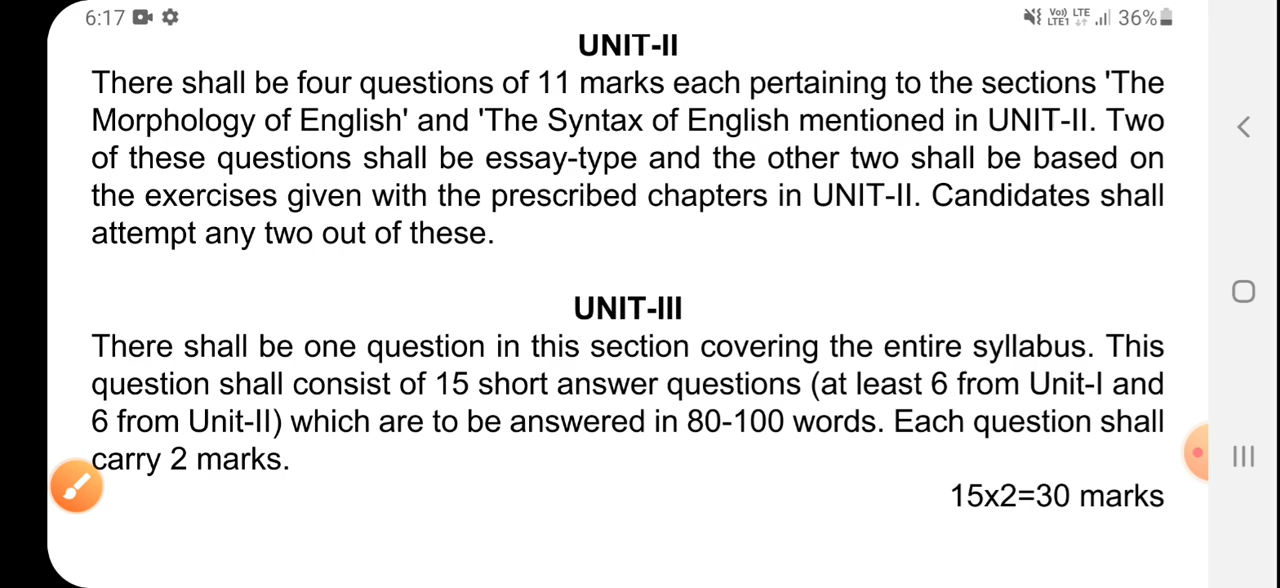 6:17
Vo) LTE
LTE1
36%
UNIT-II
There shall be four questions of 11 marks each pertaining to the sections 'The
Morphology of English' and 'The Syntax of English mentioned in UNIT-II. Two
of these questions shall be essay-type and the other two shall be based on
the exercises given with the prescribed chapters in UNIT-II. Candidates shall
attempt any two out of these.
UNIT-III
There shall be one question in this section covering the entire syllabus. This
question shall consist of 15 short answer questions (at least 6 from Unit-I and
6 from Unit-II) which are to be answered in 80-100 words. Each question shall
carry 2 marks.
15x2=30 marks